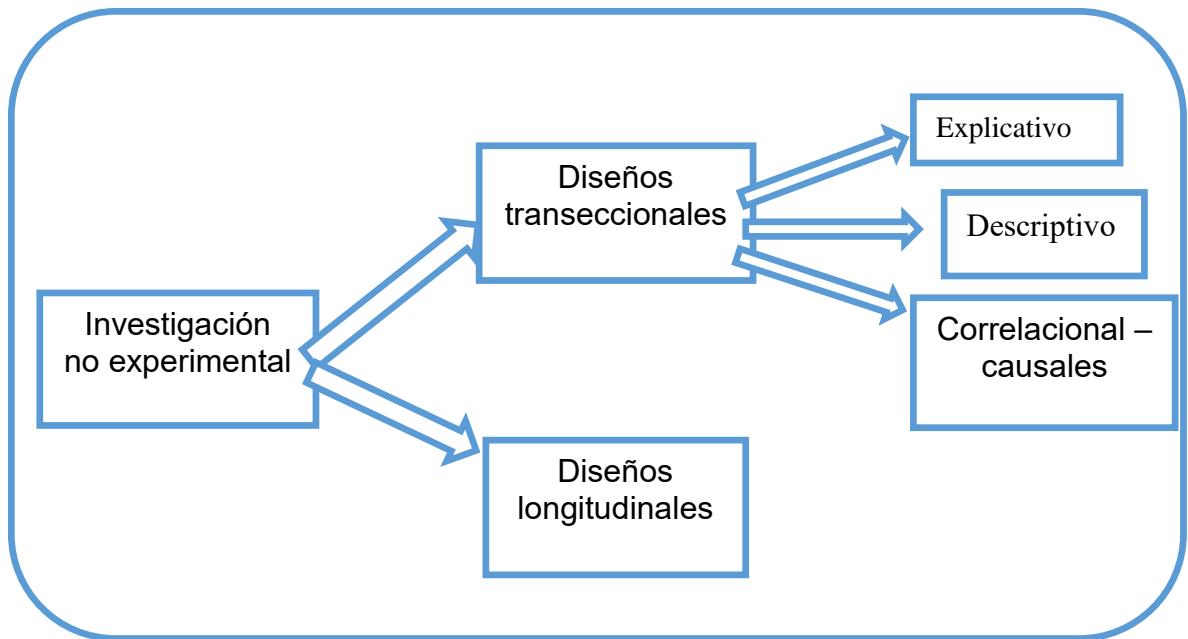 Investigación
no experimental
Diseños
transeccionales
Explicativo
Descriptivo
Correlacional –
causales
Diseños
longitudinales